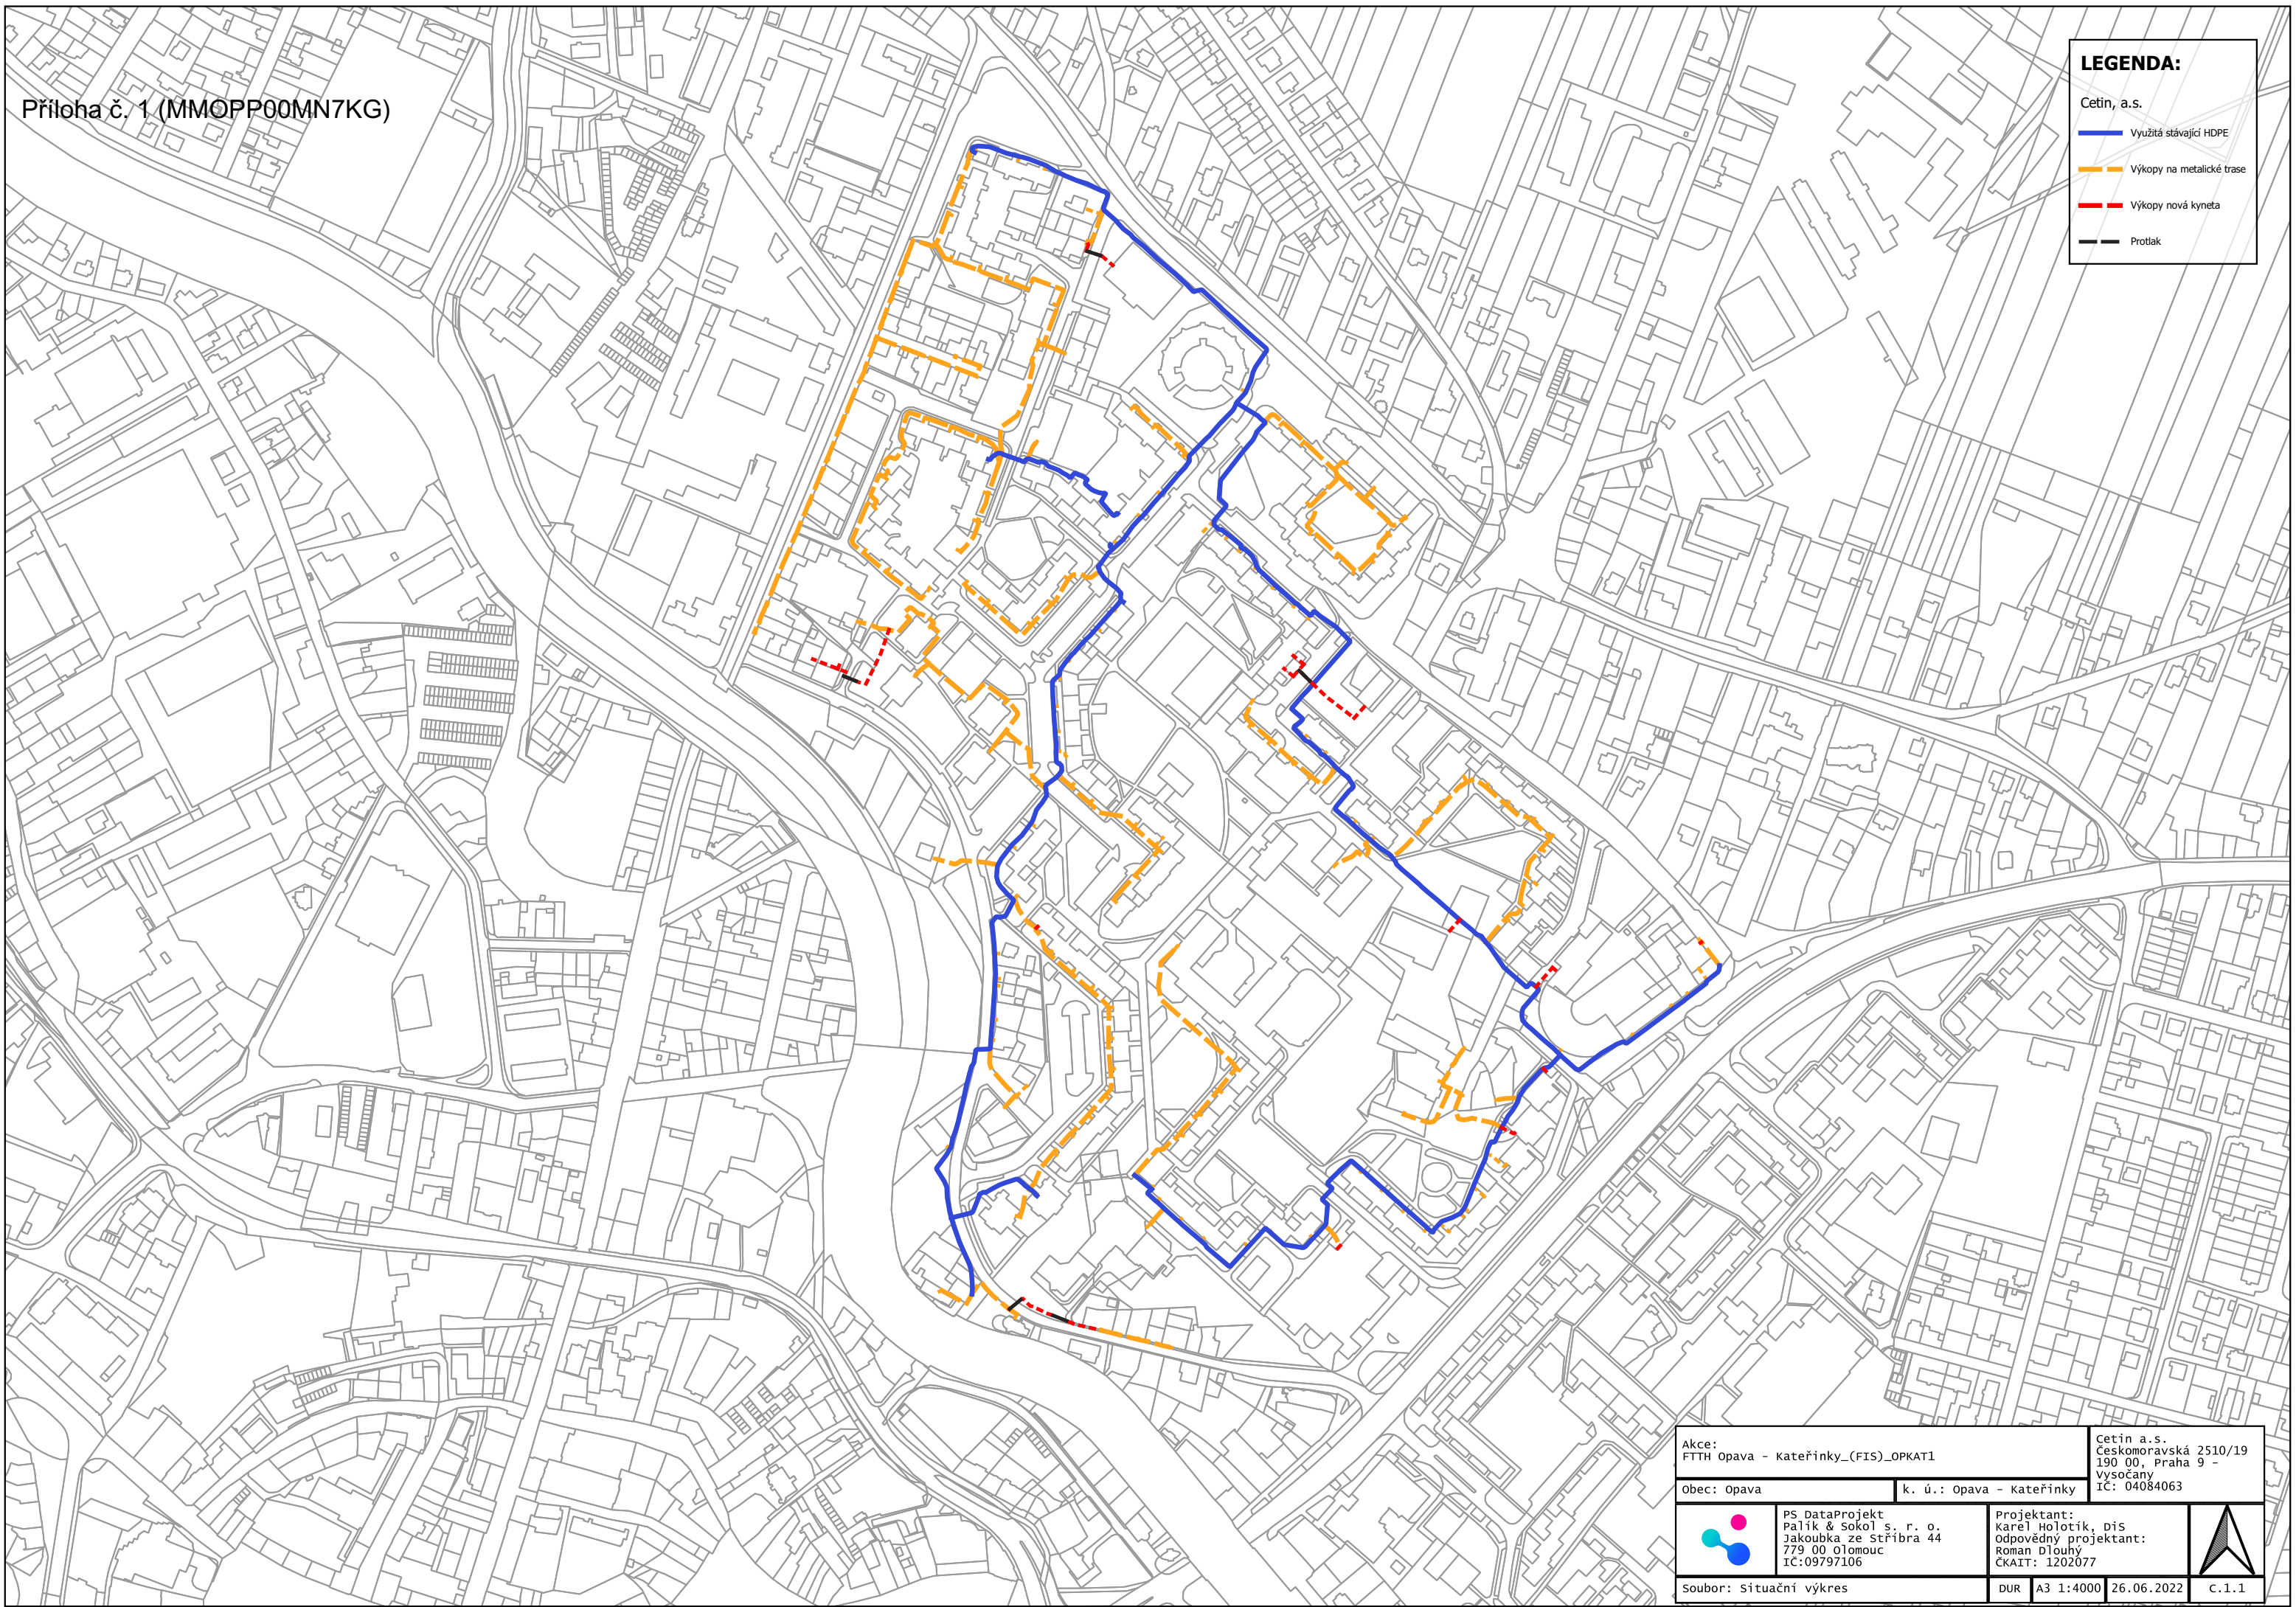 Příloha č. 1 (MMOPP00MN7KG)
LEGENDA:
Cetin, a.s.
Využitá stávající HDPE
Výkopy na metalické trase
Výkopy nová kyneta
Protlak
Akce:
FTTH Opava - Kateřinky_(FIS)_OPKAT1
Cetin a.s.
Českomoravská 2510/19
190 00, Praha 9 -
Vysočany
IČ: 04084063
Obec: Opava
k. ú.: Opava - Kateřinky
PS DataProjekt
Palík & Sokol s. r. o.
Jakoubka ze Stříbra 44
779 00 Olomouc
IČ:09797106
Projektant:
Karel Holotík, DiS
Odpovědný projektant:
Roman Dlouhý
ČKAIT: 1202077
Soubor: Situační výkres
DUR
A3 1:4000
26.06.2022
C.1.1